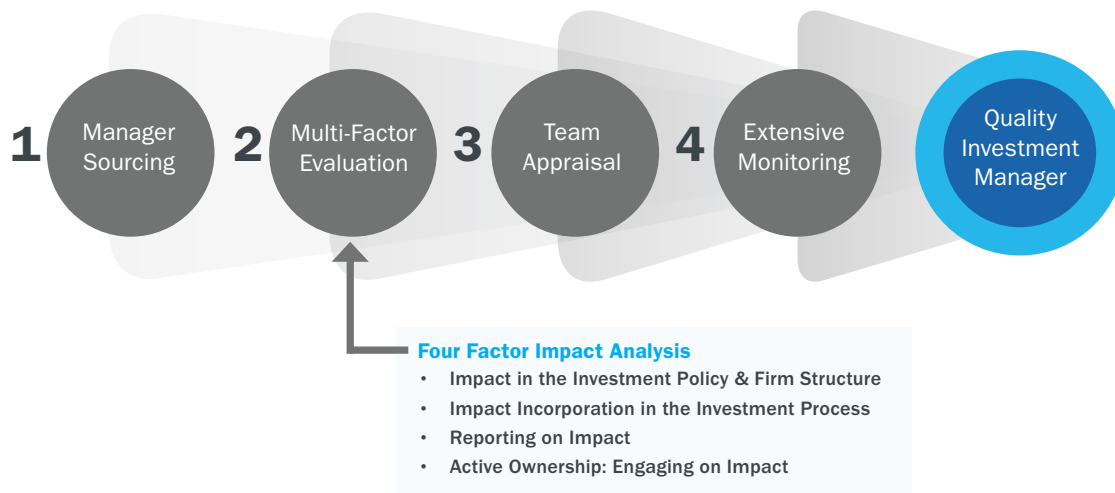 1
Manager
Sourcing
2
Multi-Factor
Evaluation
3
Team
Appraisal
4
Extensive
Monitoring
Quality
Investment
Manager
Four Factor Impact Analysis
• Impact in the Investment Policy & Firm Structure
• Impact Incorporation in the Investment Process
• Reporting on Impact
• Active Ownership: Engaging on Impact